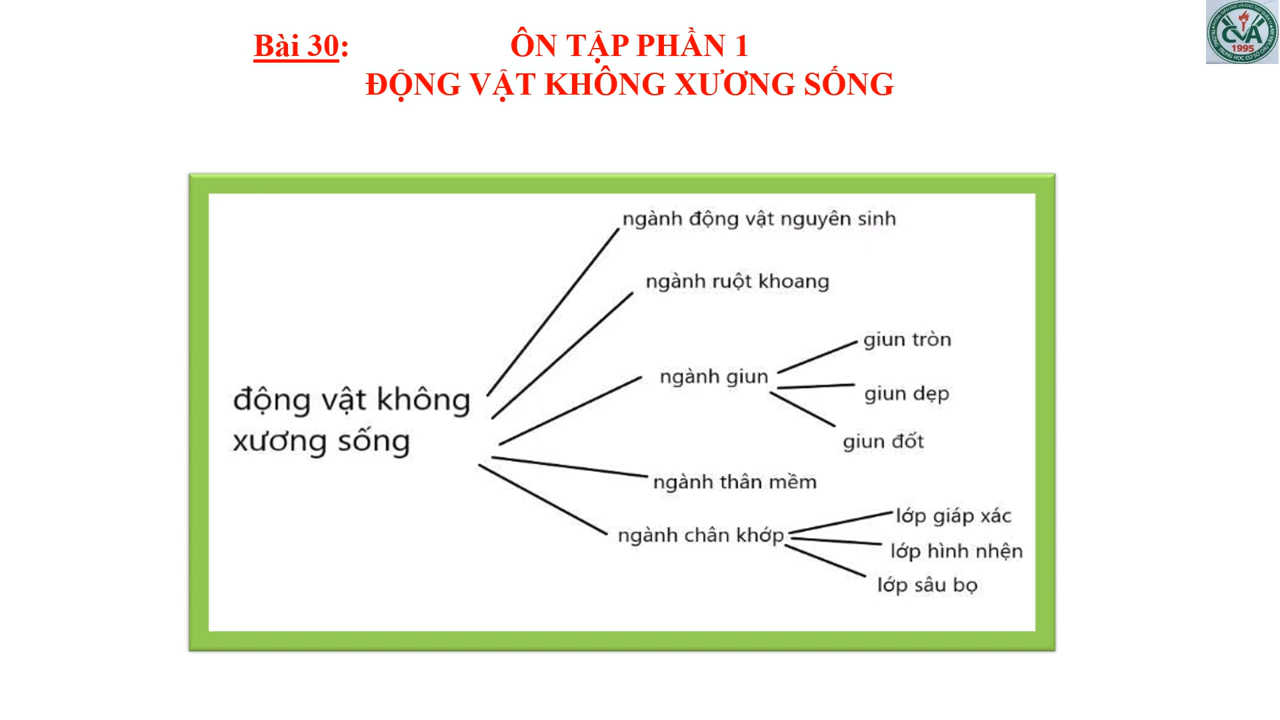 Bài 30: ÔN TẬP PHẦN 1
ĐỘNG VẬT KHÔNG XƯƠNG SỐNG
CVA
1995
động vật không
xương sống
ngành động vật nguyên sinh
ngành ruột khoang
ngành giun
giun tròn
giun dẹp
giun đốt
ngành thân mềm
ngành chân khớp
lớp giáp xác
lớp hình nhện
lớp sâu bọ